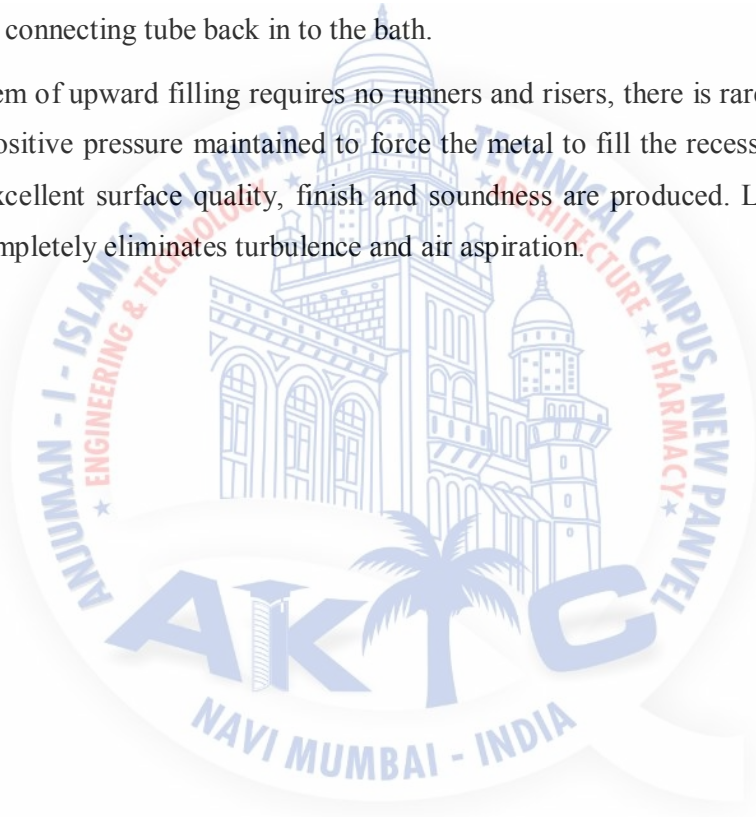 connecting tube back in to the bath.
em of upward filling requires no runners and risers, there is rar
ositive pressure maintained to force the metal to fill the recess
xcellent surface quality, finish and soundness are produced. L
mpletely eliminates turbulence and air aspiration.
ANJUMAN - I - ISLAM'S KALSEKAR TECHNICAL CAMPUS, NEW PANVEL
★ ENGINEERING & TECHNOLOGY ★ ★ ARCHITECTURE ★ PHARMACY ★
AKTC
NAVI MUMBAI - INDIA